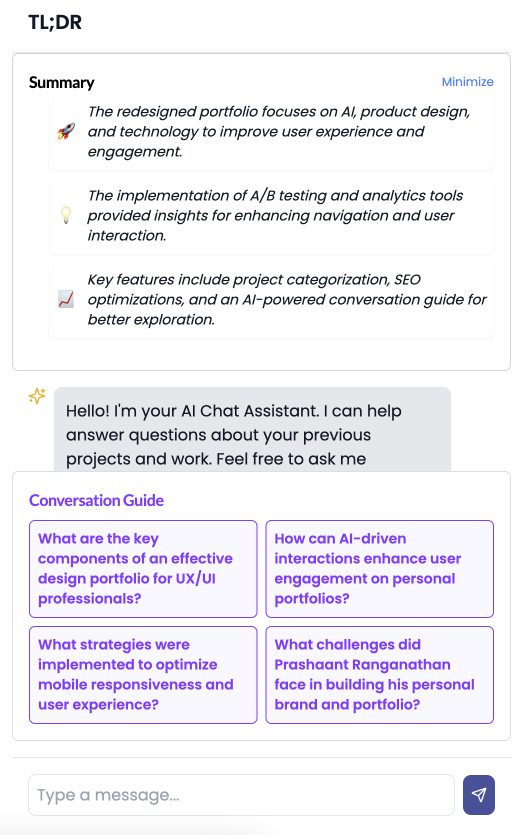 TL;DR
Summary
Minimize
The redesigned portfolio focuses on AI, product design,
and technology to improve user experience and
engagement.
The implementation of A/B testing and analytics tools
provided insights for enhancing navigation and user
interaction.
Key features include project categorization, SEO
optimizations, and an AI-powered conversation guide for
better exploration.
Hello! I'm your AI Chat Assistant. I can help
answer questions about your previous
projects and work. Feel free to ask me
Conversation Guide
What are the key
components of an effective
design portfolio for UX/UI
professionals?
How can AI-driven
interactions enhance user
engagement on personal
portfolios?
What strategies were
implemented to optimize
mobile responsiveness and
user experience?
What challenges did
Prashaant Ranganathan
face in building his personal
brand and portfolio?
Type a message...